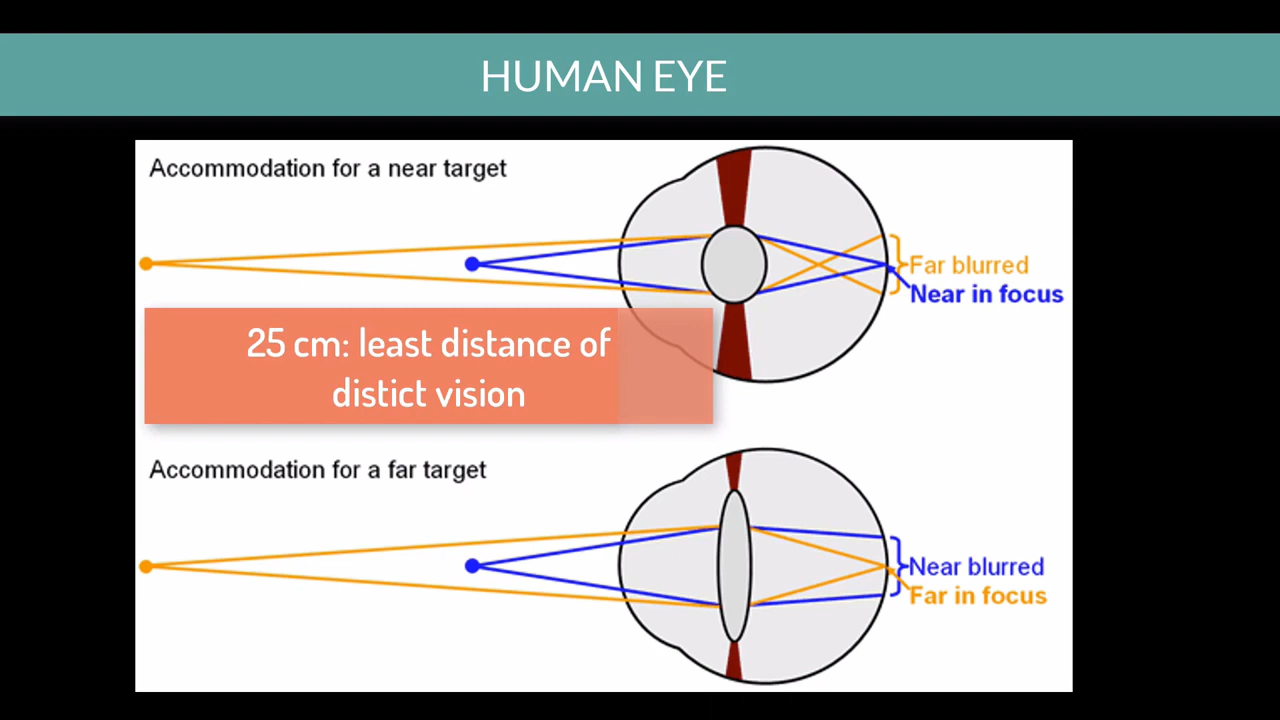 HUMAN EYE
Accommodation for a near target
Far blurred
Near in focus
25 cm: least distance of
distict vision
Accommodation for a far target
Near blurred
Far in focus